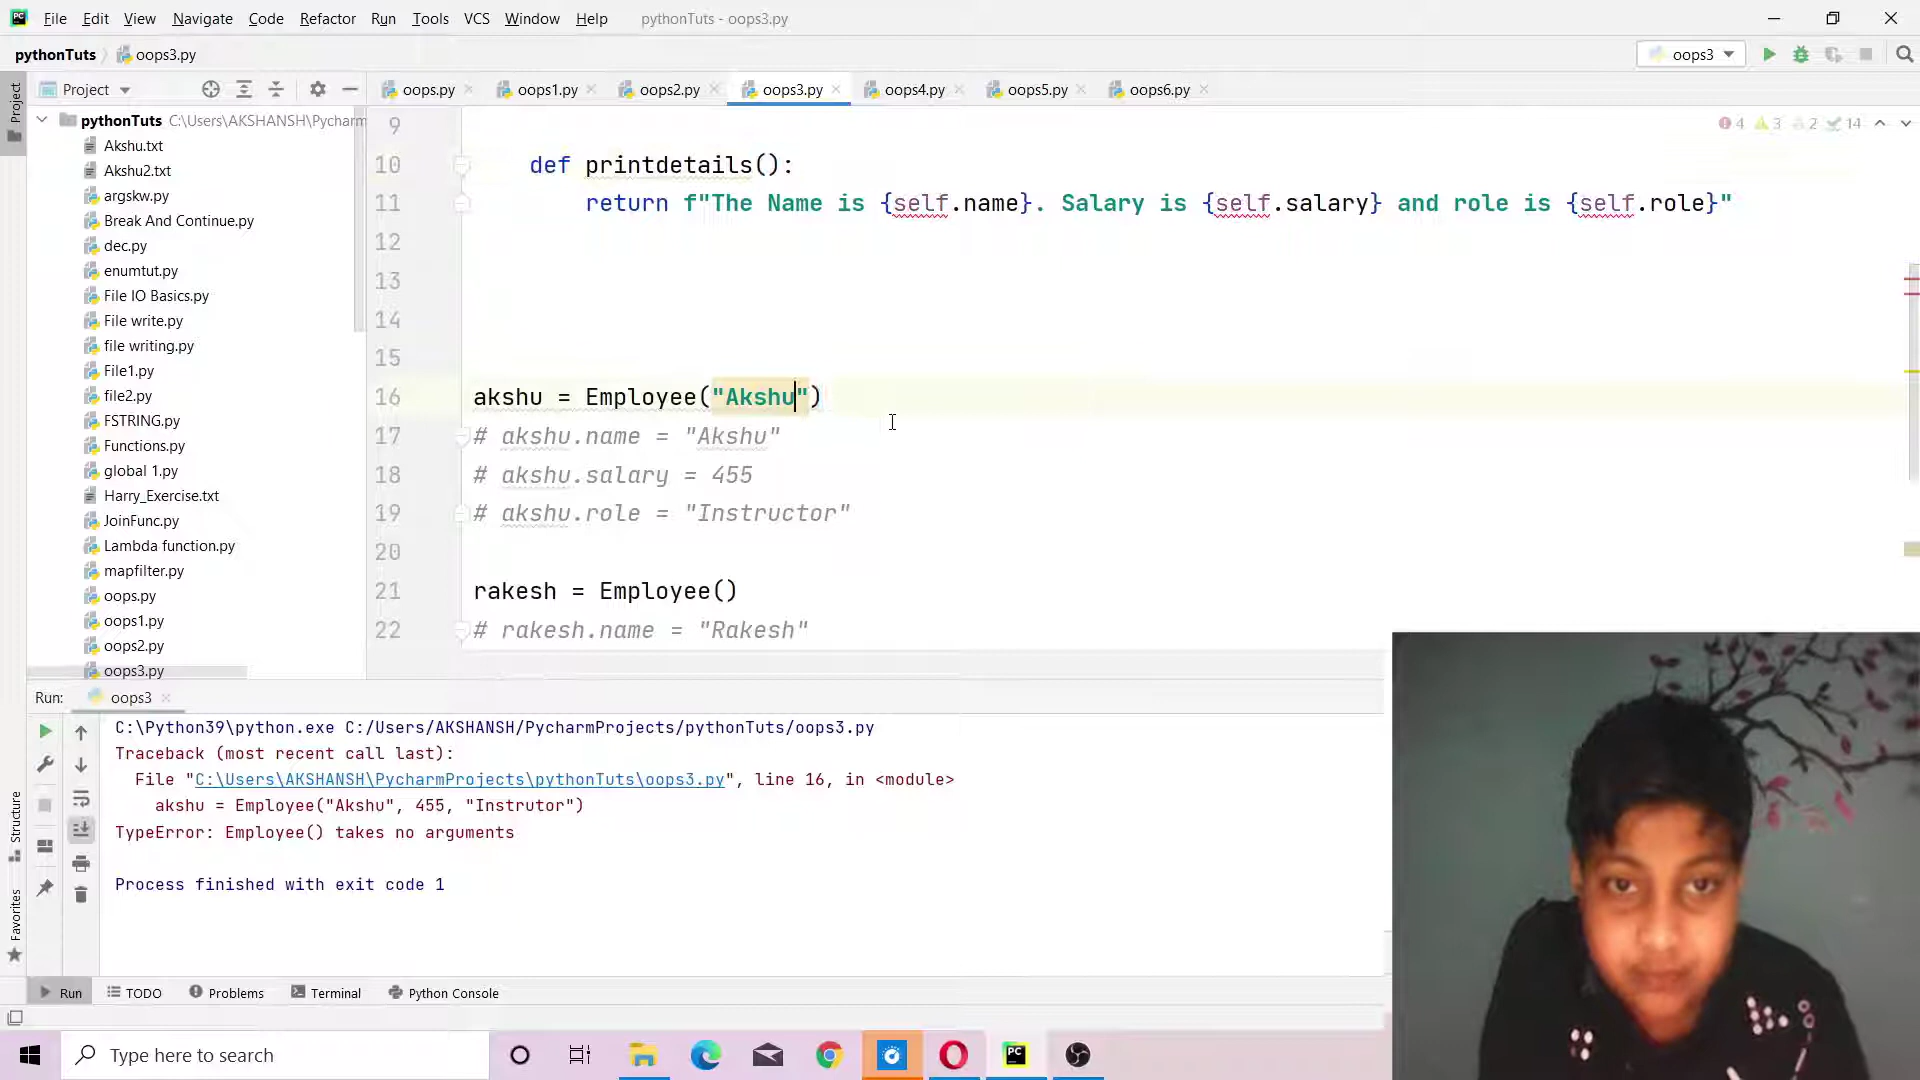 File Edit View Navigate Code Refactor Run Tools VCS Window Help pythonTuts - oops3.py
pythonTuts oops3.py oops3
Project oops.py oops1.py oops2.py oops3.py oops4.py oops5.py oops6.py
Project
pythonTuts C:\Users\AKSHANSH\Pycharm
Akshu.txt
Akshu2.txt
argskw.py
Break And Continue.py
dec.py
enumtut.py
File IO Basics.py
File write.py
file writing.py
File1.py
file2.py
FSTRING.py
Functions.py
global 1.py
Harry_Exercise.txt
JoinFunc.py
Lambda function.py
mapfilter.py
oops.py
oops1.py
oops2.py
oops3.py
4 3 2 14
9
10 def printdetails():
11 return f"The Name is {self.name}. Salary is {self.salary} and role is {self.role}"
12
13
14
15
16 akshu = Employee("Akshu")
17 # akshu.name = "Akshu"
18 # akshu.salary = 455
19 # akshu.role = "Instructor"
20
21 rakesh = Employee()
22 # rakesh.name = "Rakesh"
Run: oops3
C:\Python39\python.exe C:/Users/AKSHANSH/PycharmProjects/pythonTuts/oops3.py
Traceback (most recent call last):
File "C:\Users\AKSHANSH\PycharmProjects\pythonTuts\oops3.py", line 16, in <module>
akshu = Employee("Akshu", 455, "Instrutor")
TypeError: Employee() takes no arguments
Process finished with exit code 1
Structure
Favorites
Run TODO Problems Terminal Python Console
Type here to search
PC